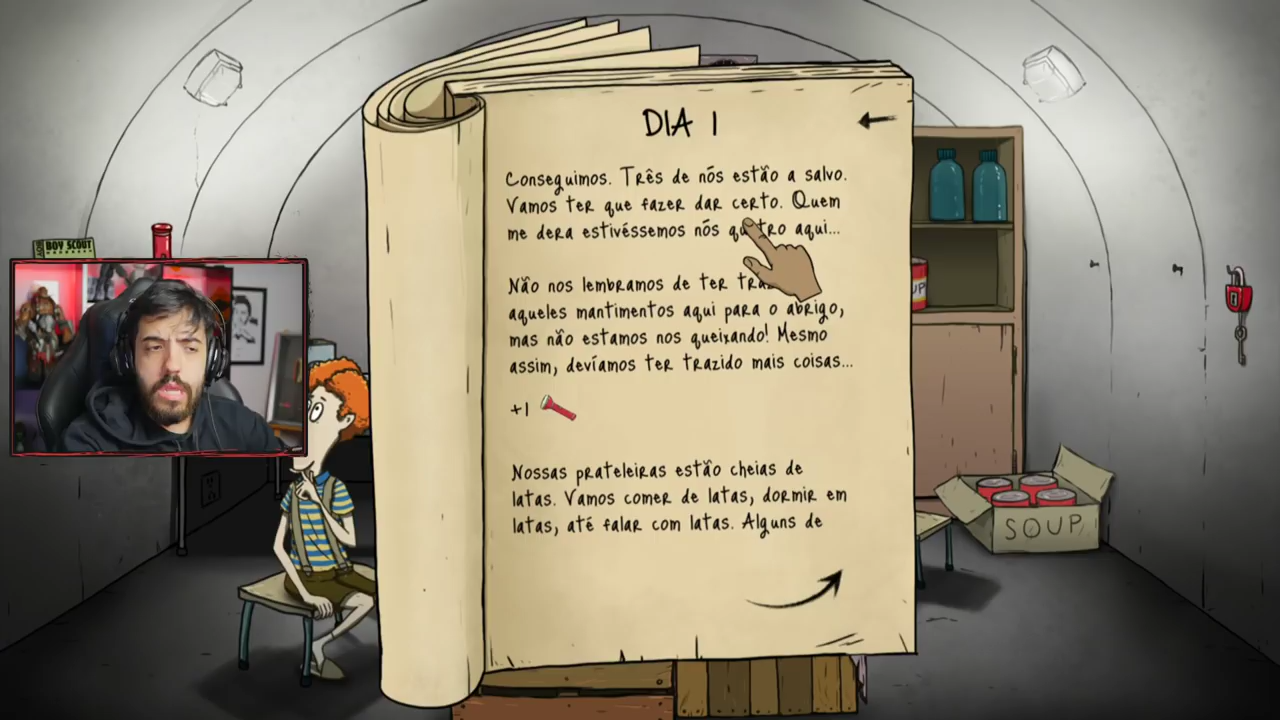 DIA 1
Conseguimos. Três de nós estão a salvo.
Vamos ter que fazer dar certo. Quem
me dera estivéssemos nós aqui...
Não nos lembramos de ter
aqueles mantimentos aqui para o abrigo,
mas não estamos nos queixando! Mesmo
assim, devíamos ter trazido mais coisas...
+1
Nossas prateleiras estão cheias de
latas. Vamos comer de latas, dormir em
latas, até falar com latas. Alguns de
BOY SCOUT
SOUP